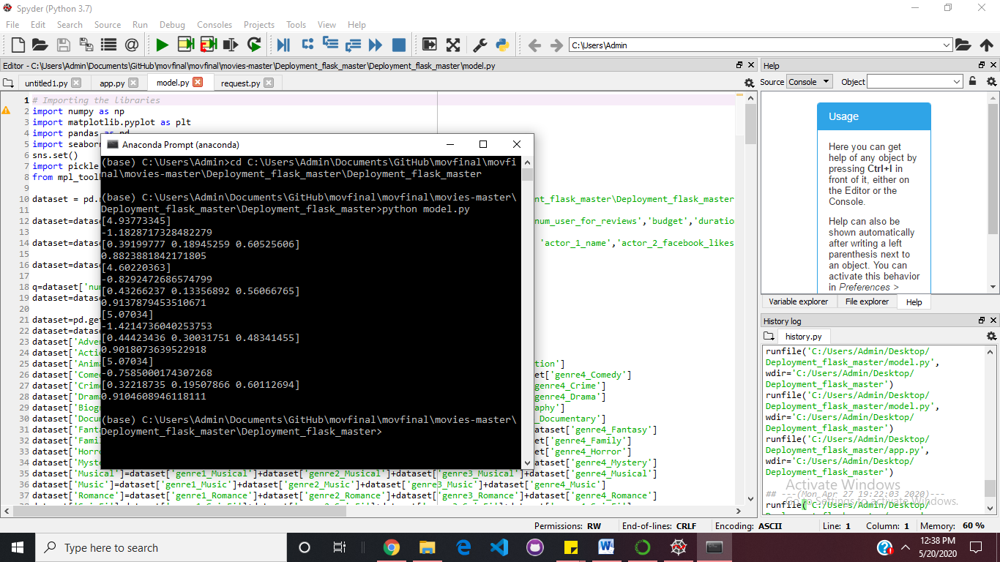 Spyder (Python 3.7)
File Edit Search Source Run Debug Consoles Projects Tools View Help
C:\Users\Admin
Editor - C:\Users\Admin\Documents\GitHub\movfinal\movfinal\movies-master\Deployment_flask_master\Deployment_flask_master\model.py
untitled1.py app.py model.py request.py
1 # Importing the libraries
2 import numpy as np
3 import matplotlib.pyplot as plt
4 import pandas as pd
5 import seabor
6 sns.set()
7 import pickle
8 from mpl_tool
9
10 dataset = pd. nt_flask_master\Deployment_flask_master
11
12 dataset=datas num_user_for_reviews','budget','duratio
13
14 dataset=datas 'actor_1_name','actor_2_facebook_likes
15
16 dataset=datas
17
18 q=dataset['nu
19 dataset=datas
20
21 dataset=pd.get
22 dataset=datas
23 dataset['Adve
24 dataset['Actio
25 dataset['Anima tion']
26 dataset['Come set['genre4_Comedy']
27 dataset['Crim genre4_Crime']
28 dataset['Drama genre4_Drama']
29 dataset['Biog aphy']
30 dataset['Docu _Documentary']
31 dataset['Fanta dataset['genre4_Fantasy']
32 dataset['Fami et['genre4_Family']
33 dataset['Horro et['genre4_Horror']
34 dataset['Myst dataset['genre4_Mystery']
35 dataset['Musical']=dataset['genre1_Musical']+dataset['genre2_Musical']+dataset['genre3_Musical']+dataset['genre4_Musical']
36 dataset['Music']=dataset['genre1_Music']+dataset['genre2_Music']+dataset['genre3_Music']+dataset['genre4_Music']
37 dataset['Romance']=dataset['genre1_Romance']+dataset['genre2_Romance']+dataset['genre3_Romance']+dataset['genre4_Romance']
Anaconda Prompt (anaconda)
(base) C:\Users\Admin>cd C:\Users\Admin\Documents\GitHub\movfinal\movfi
nal\movies-master\Deployment_flask_master\Deployment_flask_master
(base) C:\Users\Admin\Documents\GitHub\movfinal\movfinal\movies-master\
Deployment_flask_master\Deployment_flask_master>python model.py
[4.93773345]
-1.1828717328482279
[0.39199777 0.18945259 0.60525606]
0.8823881842171805
[4.60220363]
-0.8292472686574799
[0.43266237 0.13356892 0.56066765]
0.9137879453510671
[5.07034]
-1.4214736040253753
[0.44423436 0.30031751 0.48341455]
0.9018073639522918
[5.07034]
-0.7585000174307268
[0.32218735 0.19507866 0.60112694]
0.9104608946118111
(base) C:\Users\Admin\Documents\GitHub\movfinal\movfinal\movies-master\
Deployment_flask_master\Deployment_flask_master>
Help
Source Console Object
Usage
Here you can get
help of any object by
pressing Ctrl+I in
front of it, either on
the Editor or the
Console.
Help can also be
shown automatically
after writing a left
parenthesis next to
an object. You can
activate this behavior
in Preferences >
Variable explorer File explorer Help
History log
history.py
runfile('C:/Users/Admin/Desktop/
Deployment_flask_master/model.py',
wdir='C:/Users/Admin/Desktop/
Deployment_flask_master')
runfile('C:/Users/Admin/Desktop/
Deployment_flask_master/model.py',
wdir='C:/Users/Admin/Desktop/
Deployment_flask_master')
runfile('C:/Users/Admin/Desktop/
Deployment_flask_master/app.py',
wdir='C:/Users/Admin/Desktop/
Deployment_flask_master')
## ---(Mon Apr 27 19:22:03 2020)---
runfile('C:/Users/Admin/Desktop/
Activate Windows
Go to Settings to activate Windows.
Permissions: RW End-of-lines: CRLF Encoding: ASCII Line: 1 Column: 1 Memory: 60 %
Type here to search
12:38 PM
5/20/2020